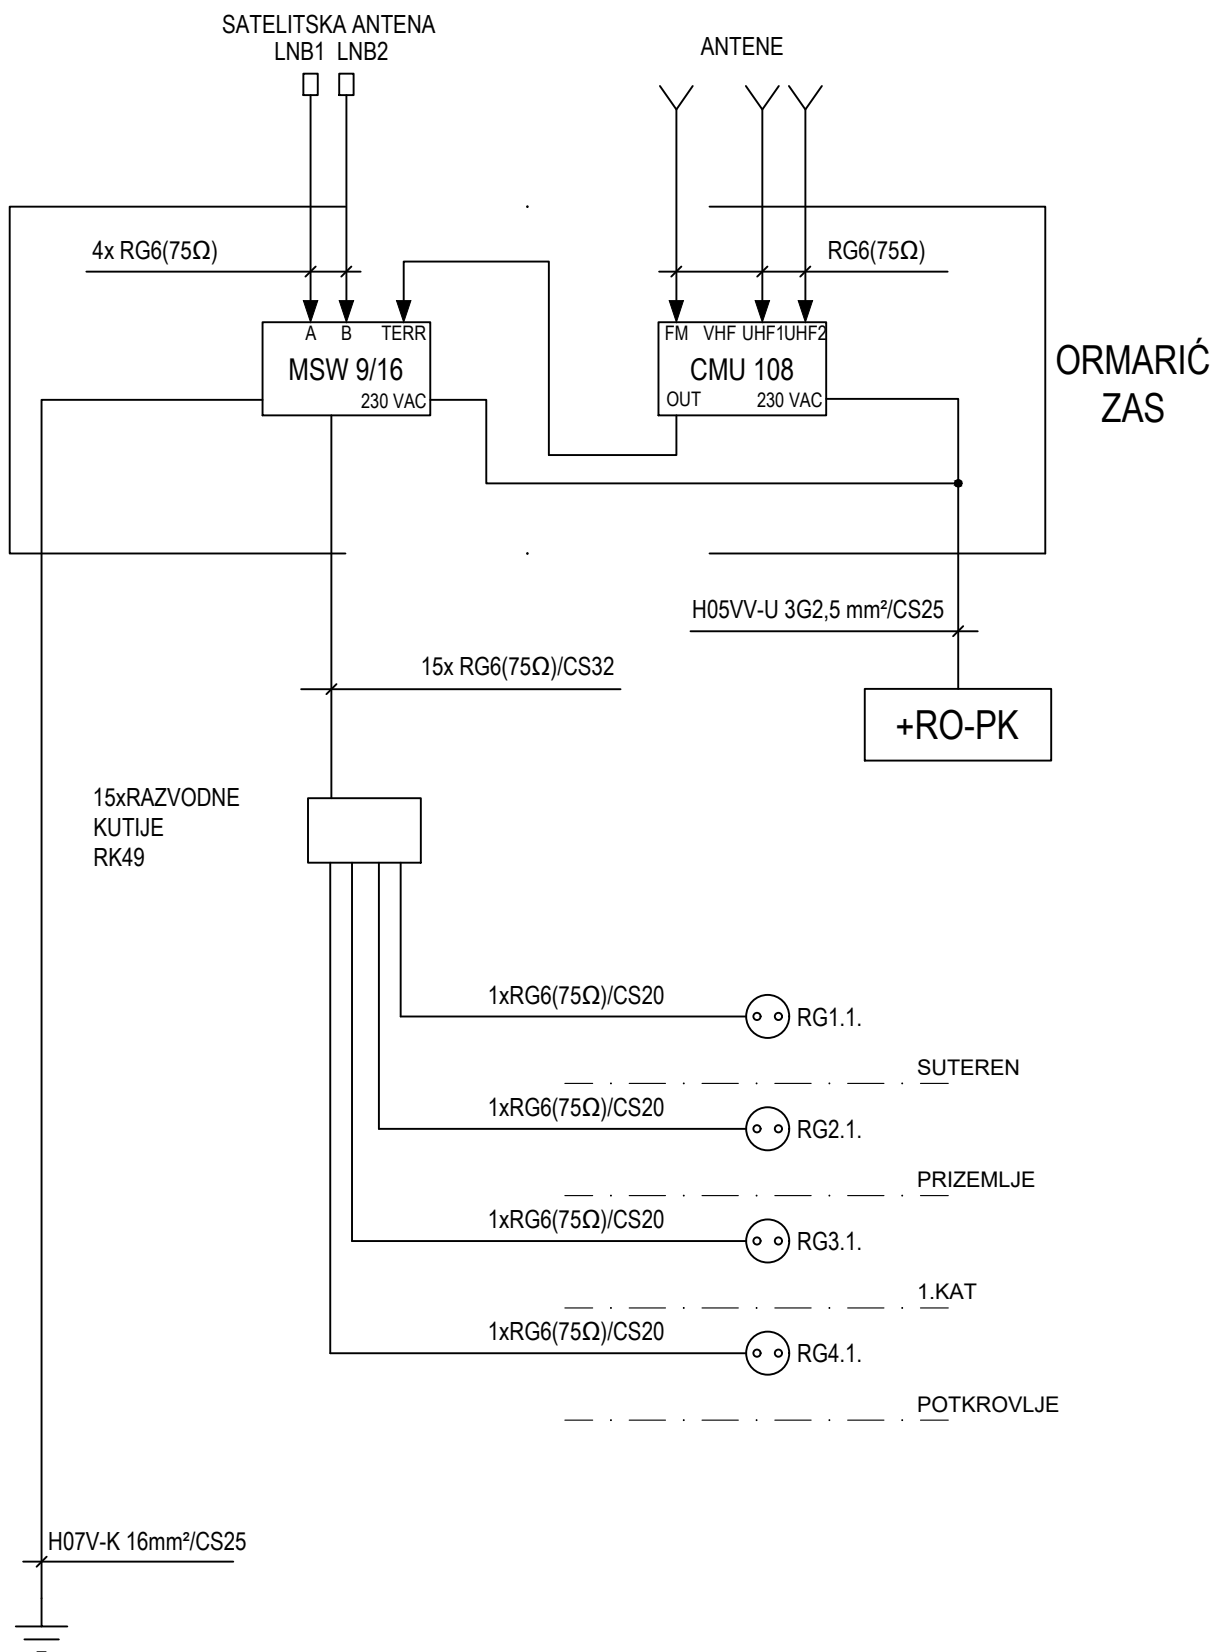 SATELITSKA ANTENA
LNB1 LNB2
ANTENE
4x RG6(75Ω)
RG6(75Ω)
A B TERR
MSW 9/16
230 VAC
FM VHF UHF1 UHF2
CMU 108
OUT 230 VAC
ORMARIĆ
ZAS
H05VV-U 3G2,5 mm²/CS25
15x RG6(75Ω)/CS32
+RO-PK
15xRAZVODNE
KUTIJE
RK49
1xRG6(75Ω)/CS20
RG1.1.
SUTEREN
1xRG6(75Ω)/CS20
RG2.1.
PRIZEMLJE
1xRG6(75Ω)/CS20
RG3.1.
1.KAT
1xRG6(75Ω)/CS20
RG4.1.
POTKROVLJE
H07V-K 16mm²/CS25